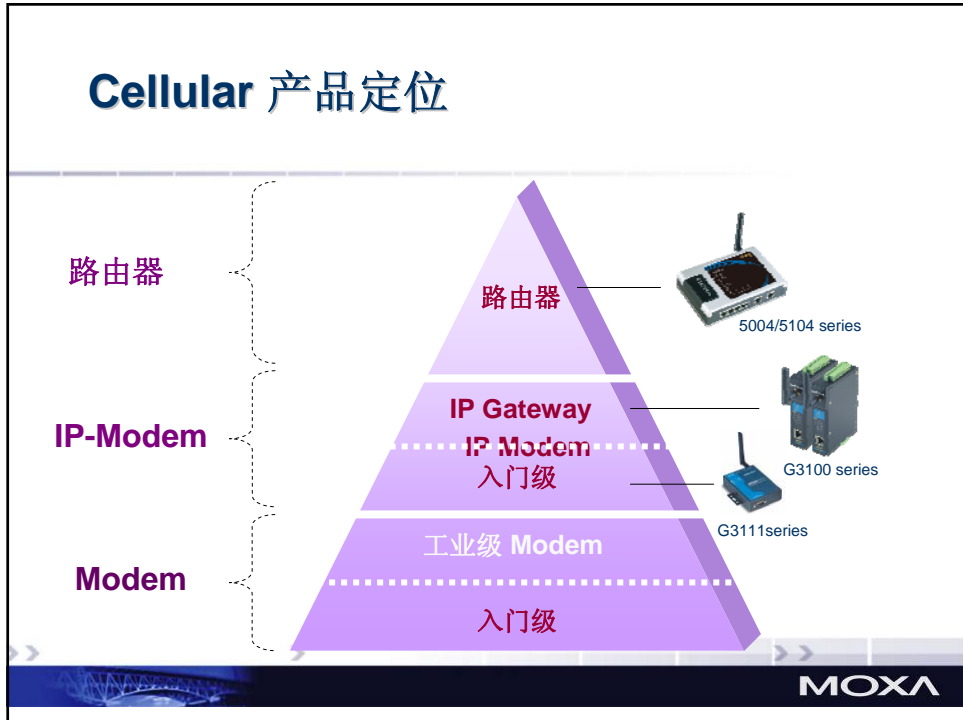 Cellular 产品定位
路由器
路由器
5004/5104 series
IP-Modem
IP Gateway
IP Modem
入门级
G3100 series
G3111series
Modem
工业级 Modem
入门级
MOXA